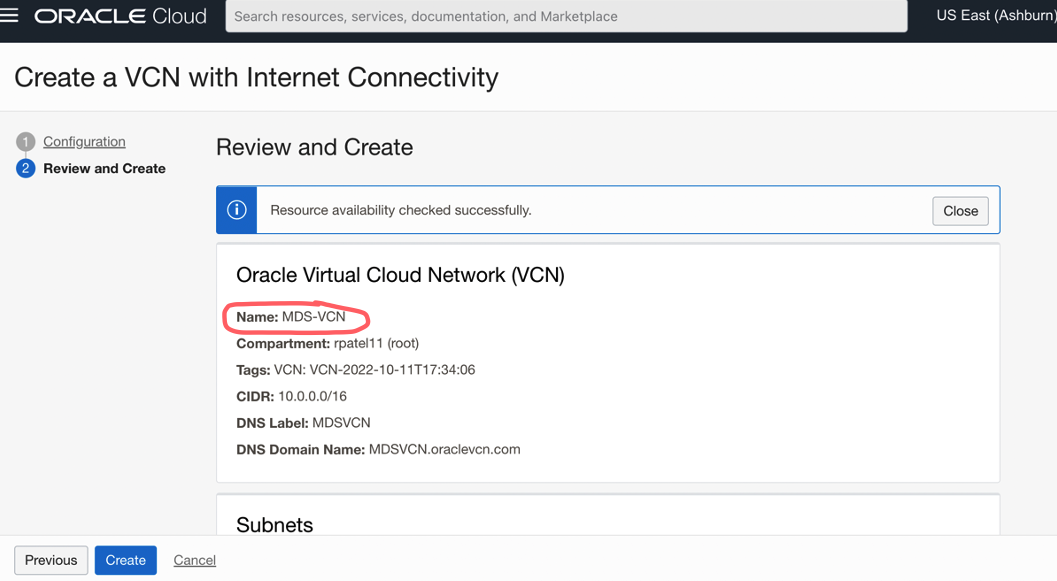 ORACLE Cloud
Search resources, services, documentation, and Marketplace
US East (Ashburn)
Create a VCN with Internet Connectivity
1 Configuration
2 Review and Create
Review and Create
Resource availability checked successfully.
Close
Oracle Virtual Cloud Network (VCN)
Name: MDS-VCN
Compartment: rpatel11 (root)
Tags: VCN: VCN-2022-10-11T17:34:06
CIDR: 10.0.0.0/16
DNS Label: MDSVCN
DNS Domain Name: MDSVCN.oraclevcn.com
Subnets
Previous
Create
Cancel